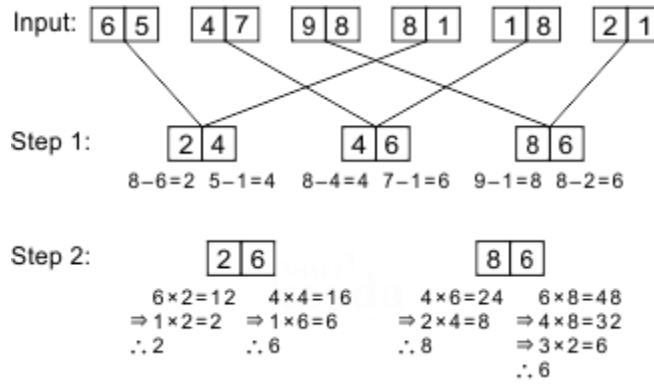 Input: 6 5 4 7 9 8 8 1 1 8 2 1
Step 1: 2 4 4 6 8 6
8−6=2 5−1=4 8−4=4 7−1=6 9−1=8 8−2=6
Step 2: 2 6 8 6
6×2=12 4×4=16 4×6=24 6×8=48
⇒1×2=2 ⇒1×6=6 ⇒2×4=8 ⇒4×8=32
∴2 ∴6 ∴8 ⇒3×2=6
∴6